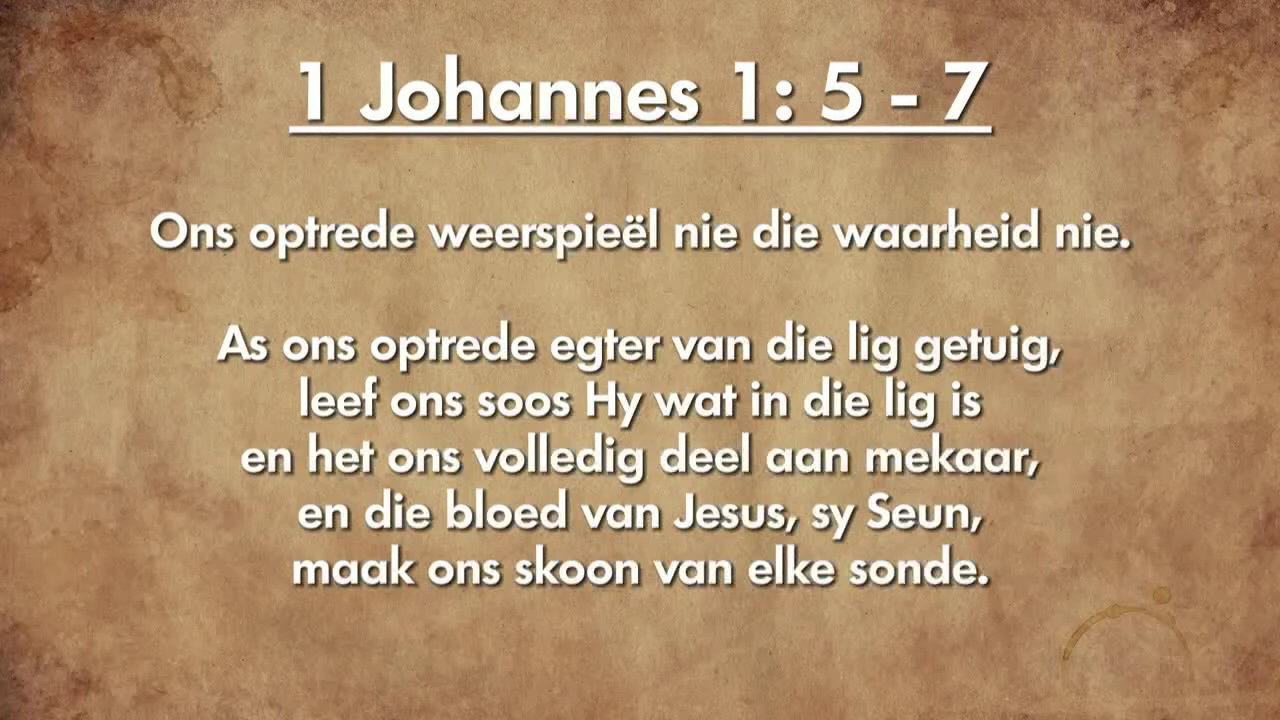 1 Johannes 1: 5 - 7
Ons optrede weerspieël nie die waarheid nie.
As ons optrede egter van die lig getuig,
leef ons soos Hy wat in die lig is
en het ons volledig deel aan mekaar,
en die bloed van Jesus, sy Seun,
maak ons skoon van elke sonde.